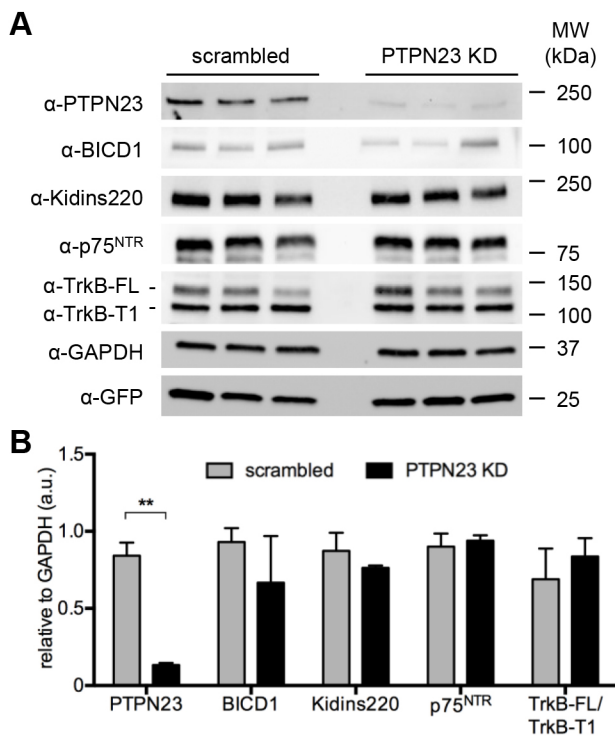 A
MW
(kDa)
scrambled PTPN23 KD
α-PTPN23 250
α-BICD1 100
α-Kidins220 250
α-p75NTR 75
α-TrkB-FL - 150
α-TrkB-T1 - 100
α-GAPDH 37
α-GFP 25
B
relative to GAPDH (a.u.)
1.5
1.0
0.5
0
scrambled PTPN23 KD
**
PTPN23 BICD1 Kidins220 p75NTR TrkB-FL/
TrkB-T1